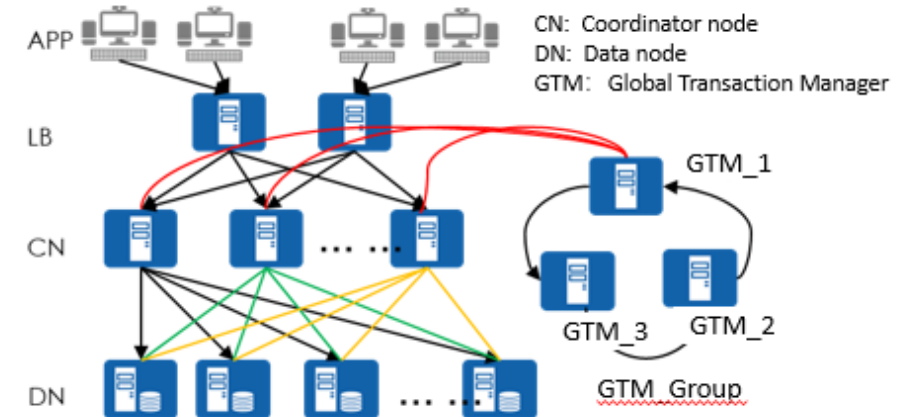 APP
CN: Coordinator node
DN: Data node
GTM： Global Transaction Manager
LB
GTM_1
CN
... ...
GTM_3
GTM_2
DN
... ...
GTM_Group